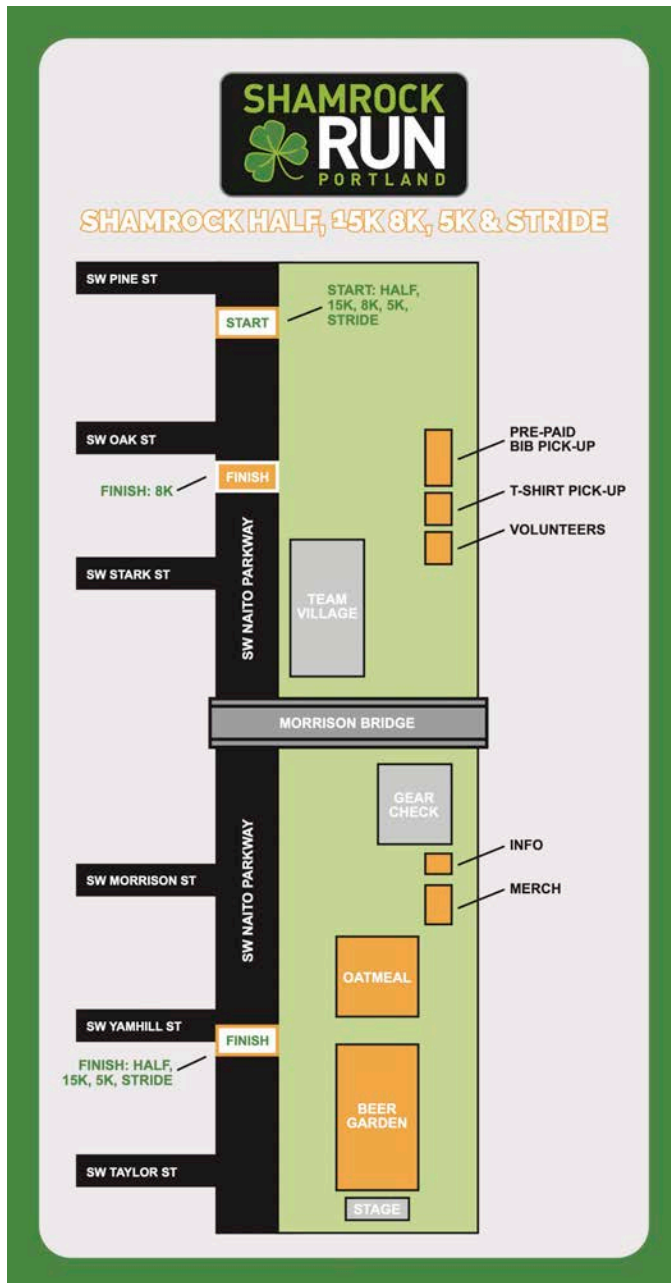 SHAMROCK
RUN
PORTLAND
SHAMROCK HALF, 15K 8K, 5K & STRIDE
SW PINE ST
START
START: HALF,
15K, 8K, 5K,
STRIDE
SW OAK ST
FINISH
FINISH: 8K
PRE-PAID
BIB PICK-UP
T-SHIRT PICK-UP
VOLUNTEERS
SW STARK ST
SW NAITO PARKWAY
TEAM
VILLAGE
MORRISON BRIDGE
GEAR
CHECK
INFO
MERCH
SW MORRISON ST
SW NAITO PARKWAY
OATMEAL
SW YAMHILL ST
FINISH
FINISH: HALF,
15K, 5K, STRIDE
BEER
GARDEN
SW TAYLOR ST
STAGE